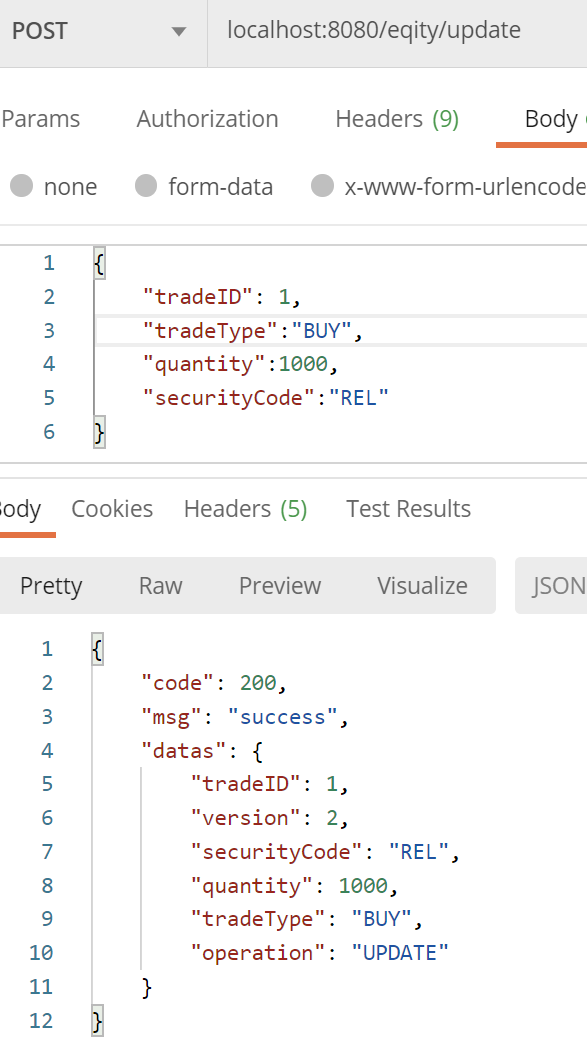 POST localhost:8080/eqity/update
Params Authorization Headers (9) Body
none form-data x-www-form-urlencode
1 {
2 "tradeID": 1,
3 "tradeType":"BUY",
4 "quantity":1000,
5 "securityCode":"REL"
6 }
Body Cookies Headers (5) Test Results
Pretty Raw Preview Visualize JSON
1 {
2 "code": 200,
3 "msg": "success",
4 "datas": {
5 "tradeID": 1,
6 "version": 2,
7 "securityCode": "REL",
8 "quantity": 1000,
9 "tradeType": "BUY",
10 "operation": "UPDATE"
11 }
12 }